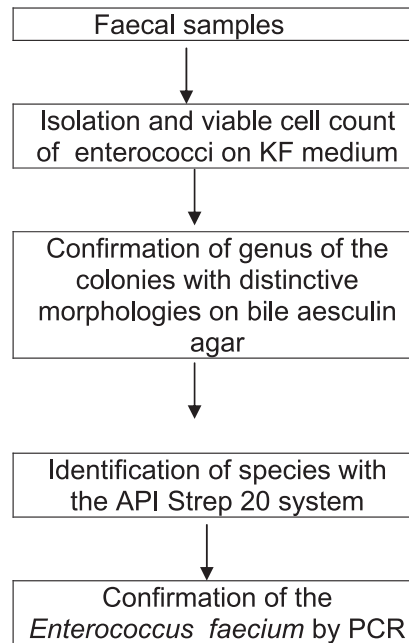 Faecal samples
Isolation and viable cell count
of enterococci on KF medium
Confirmation of genus of the
colonies with distinctive
morphologies on bile aesculin
agar
Identification of species with
the API Strep 20 system
Confirmation of the
Enterococcus faecium by PCR